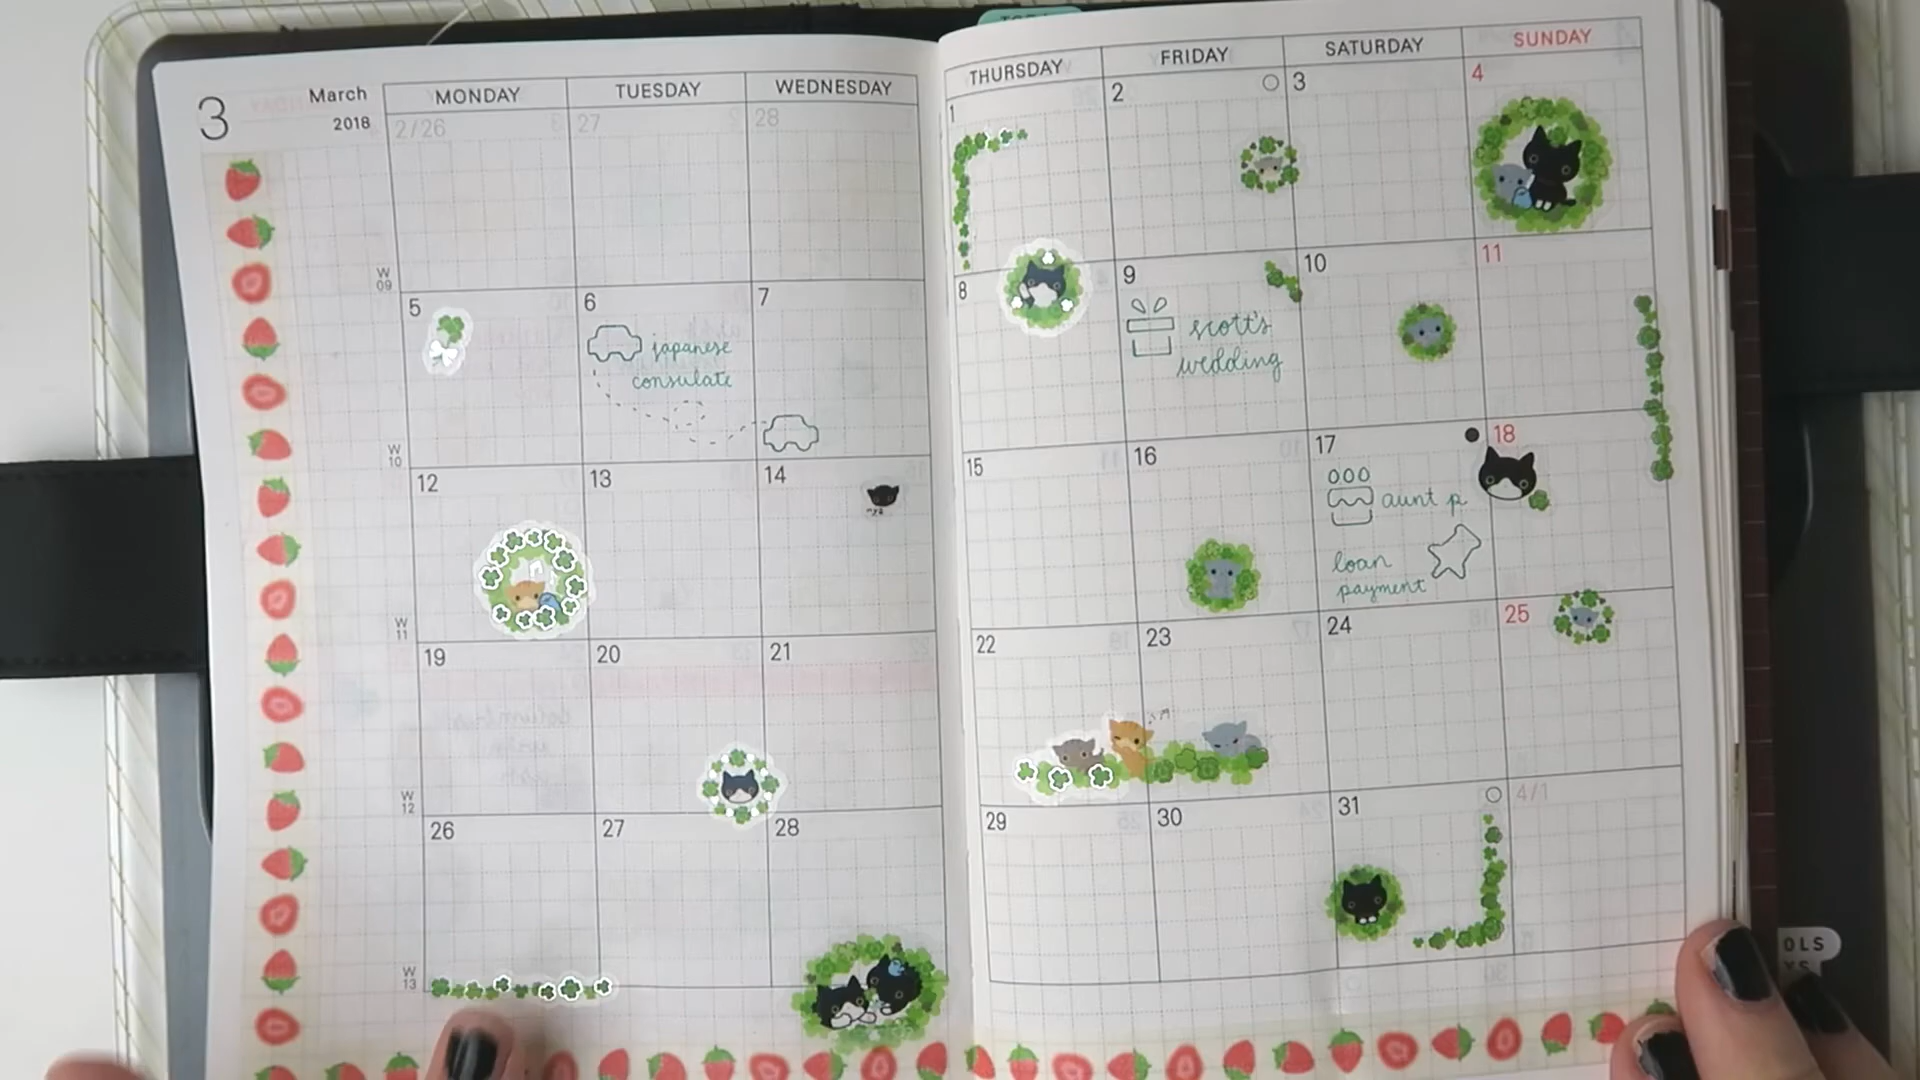 3 March
2018
MONDAY TUESDAY WEDNESDAY THURSDAY FRIDAY SATURDAY SUNDAY
2/26 27 28 1 2 3 4
W
09
5 6 7 8 9 10 11
japanese
consulate
scott's
wedding
W
10
12 13 14 15 16 17 18
aunt p
loan
payment
W
11
19 20 21 22 23 24 25
W
12
26 27 28 29 30 31 4/1
W
13
OLS